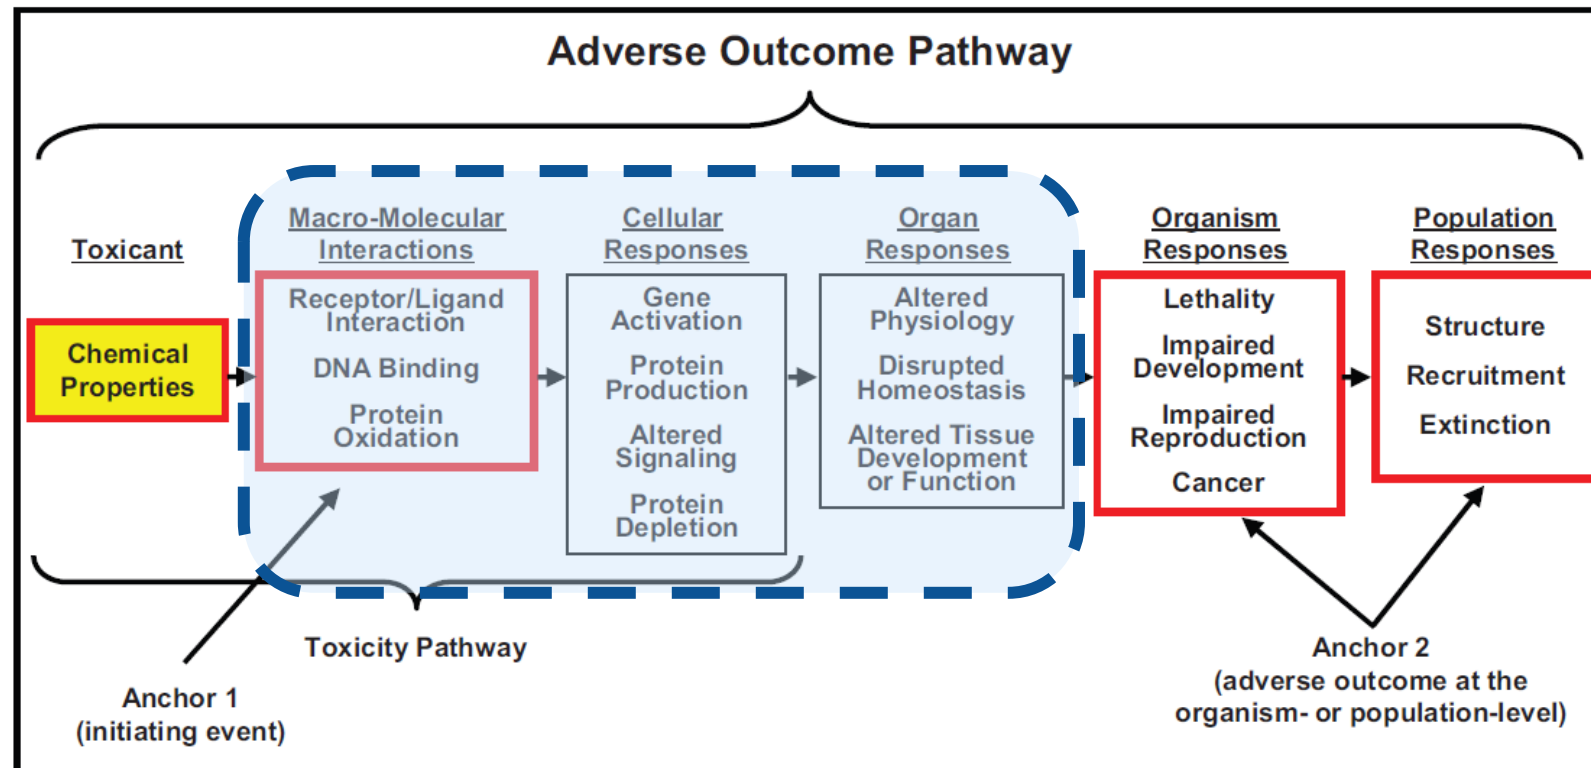 Adverse Outcome Pathway
Toxicant
Chemical
Properties
Macro-Molecular
Interactions
Receptor/Ligand
Interaction
DNA Binding
Protein
Oxidation
Cellular
Responses
Gene
Activation
Protein
Production
Altered
Signaling
Protein
Depletion
Organ
Responses
Altered
Physiology
Disrupted
Homeostasis
Altered Tissue
Development
or Function
Organism
Responses
Lethality
Impaired
Development
Impaired
Reproduction
Cancer
Population
Responses
Structure
Recruitment
Extinction
Toxicity Pathway
Anchor 1
(initiating event)
Anchor 2
(adverse outcome at the
organism- or population-level)